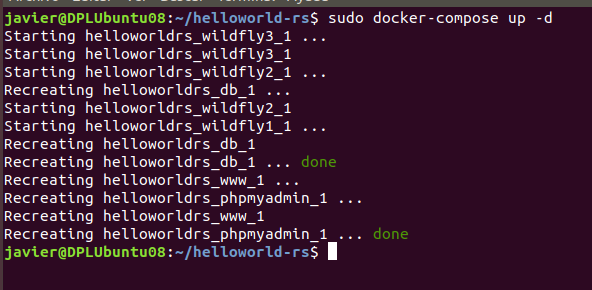 javier@DPLUbuntu08:~/helloworld-rs$ sudo docker-compose up -d
Starting helloworldrs_wildfly3_1 ...
Starting helloworldrs_wildfly3_1
Starting helloworldrs_wildfly2_1 ...
Recreating helloworldrs_db_1 ...
Starting helloworldrs_wildfly2_1
Starting helloworldrs_wildfly1_1 ...
Recreating helloworldrs_db_1
Recreating helloworldrs_db_1 ... done
Recreating helloworldrs_www_1 ...
Recreating helloworldrs_phpmyadmin_1 ...
Recreating helloworldrs_www_1
Recreating helloworldrs_phpmyadmin_1 ... done
javier@DPLUbuntu08:~/helloworld-rs$